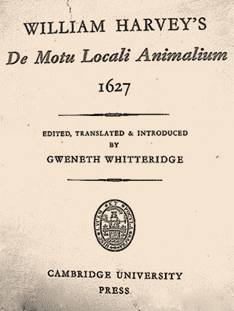 WILLIAM HARVEY'S
De Motu Locali Animalium
1627
EDITED, TRANSLATED & INTRODUCED
BY
GWENETH WHITTERIDGE
CAMBRIDGE UNIVERSITY
PRESS